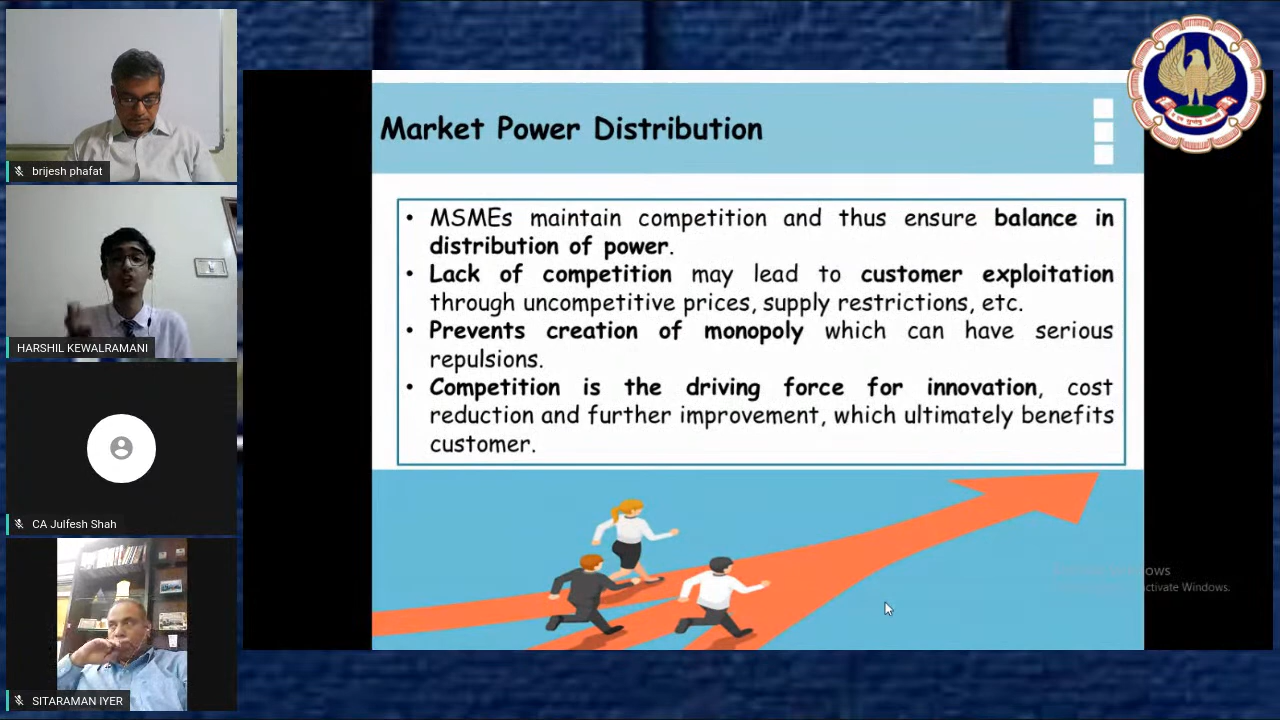 brijesh phafat
HARSHIL KEWALRAMANI
CA Julfesh Shah
SITARAMAN IYER
Market Power Distribution
• MSMEs maintain competition and thus ensure balance in
distribution of power.
• Lack of competition may lead to customer exploitation
through uncompetitive prices, supply restrictions, etc.
• Prevents creation of monopoly which can have serious
repulsions.
• Competition is the driving force for innovation, cost
reduction and further improvement, which ultimately benefits
customer.
ctivate Windows.